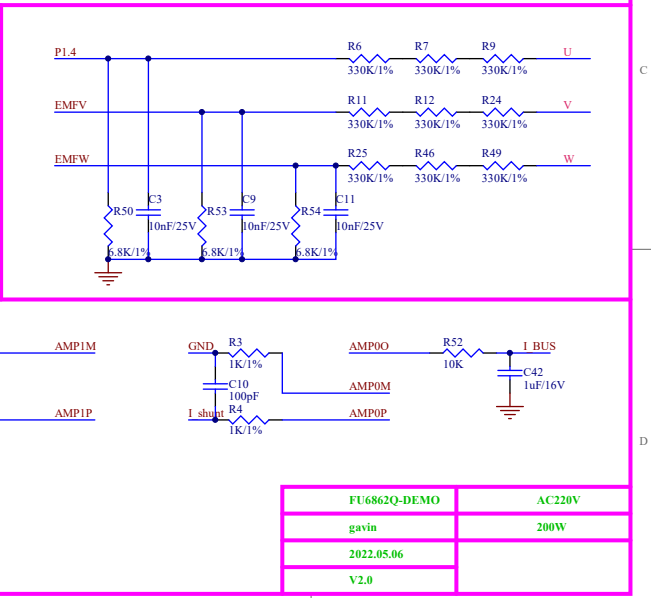 P1.4 R6 R7 R9 U
330K/1% 330K/1% 330K/1%
C
EMFV R11 R12 R24 V
330K/1% 330K/1% 330K/1%
EMFW R25 R46 R49 W
330K/1% 330K/1% 330K/1%
R50 C3 R53 C9 R54 C11
10nF/25V 10nF/25V 10nF/25V
6.8K/1% 6.8K/1% 6.8K/1%
AMP1M GND R3 AMP0O R52 I_BUS
1K/1% 10K
C10 C42
100pF AMP0M 1uF/16V
AMP1P I_shunt R4 AMP0P
1K/1%
D
FU6862Q-DEMO AC220V
gavin 200W
2022.05.06
V2.0